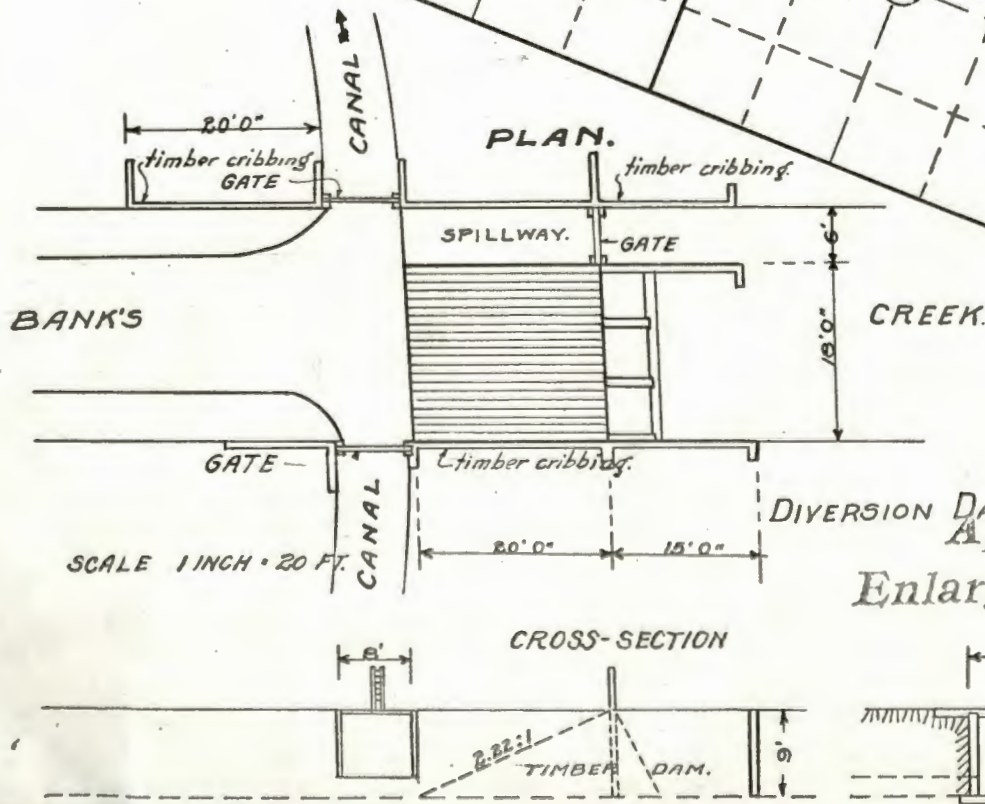 CANAL
20'0"
PLAN.
timber cribbing
GATE
timber cribbing.
SPILLWAY.
GATE
6'
BANK'S
CREEK.
18'0"
GATE
timber cribbing.
CANAL
DIVERSION
SCALE 1 INCH = 20 FT.
20'0"
15'0"
Enlar
CROSS-SECTION
8'
2.22:1
TIMBER DAM.
9'